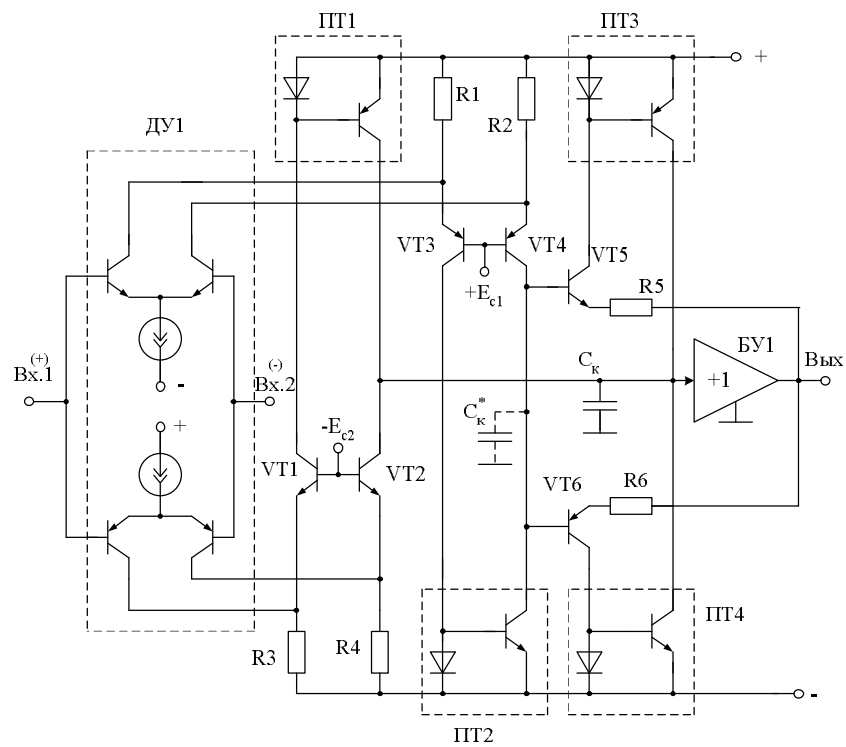 ПТ1
ПТ3
+
R1
R2
ДУ1
VT3
VT4
VT5
+Ec1
R5
БУ1
Вых
(+)
Вх.1
(-)
Вх.2
-
+
Cк
+1
C*к
-Ec2
VT1
VT2
VT6
R6
R3
R4
ПТ4
-
ПТ2